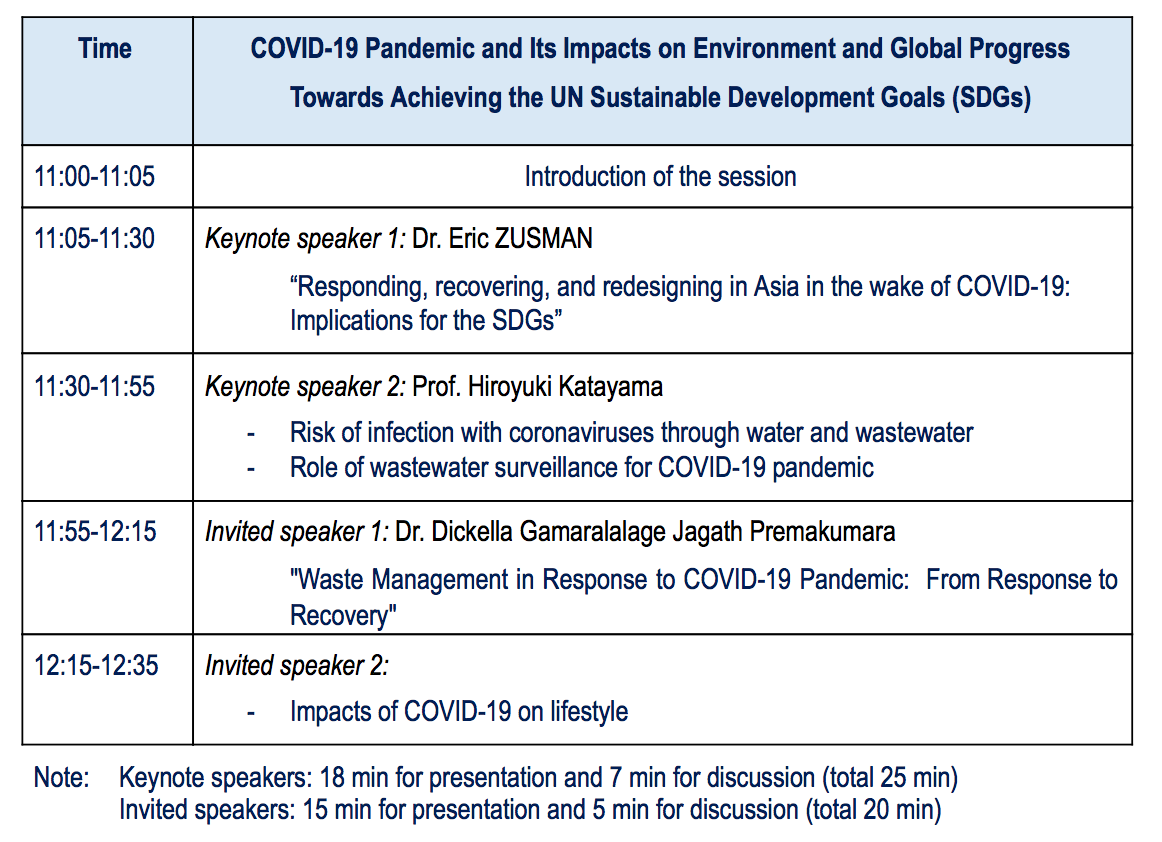 Time
COVID-19 Pandemic and Its Impacts on Environment and Global Progress
Towards Achieving the UN Sustainable Development Goals (SDGs)
11:00-11:05
Introduction of the session
11:05-11:30
Keynote speaker 1: Dr. Eric ZUSMAN
“Responding, recovering, and redesigning in Asia in the wake of COVID-19:
Implications for the SDGs”
11:30-11:55
Keynote speaker 2: Prof. Hiroyuki Katayama
- Risk of infection with coronaviruses through water and wastewater
- Role of wastewater surveillance for COVID-19 pandemic
11:55-12:15
Invited speaker 1: Dr. Dickella Gamaralalage Jagath Premakumara
"Waste Management in Response to COVID-19 Pandemic: From Response to
Recovery"
12:15-12:35
Invited speaker 2:
- Impacts of COVID-19 on lifestyle
Note: Keynote speakers: 18 min for presentation and 7 min for discussion (total 25 min)
Invited speakers: 15 min for presentation and 5 min for discussion (total 20 min)